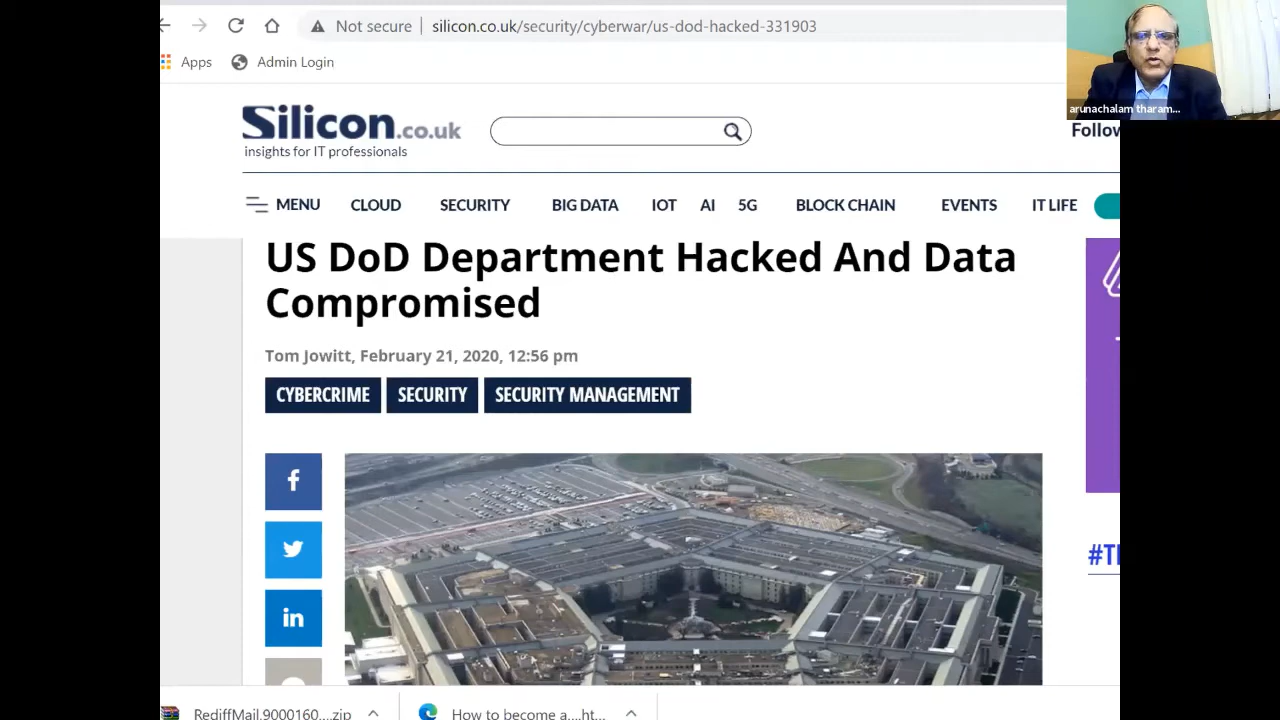 Not secure | silicon.co.uk/security/cyberwar/us-dod-hacked-331903
Apps Admin Login
arunachalam tharam...
Silicon.co.uk
insights for IT professionals
Follow
MENU CLOUD SECURITY BIG DATA IOT AI 5G BLOCK CHAIN EVENTS IT LIFE
US DoD Department Hacked And Data
Compromised
Tom Jowitt, February 21, 2020, 12:56 pm
CYBERCRIME SECURITY SECURITY MANAGEMENT
f
in
#T
RediffMail.9000160....zip How to become a....ht...